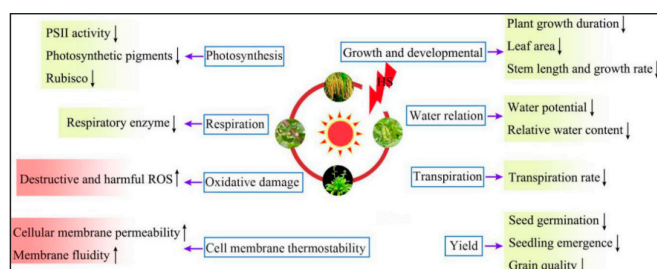 PSII activity ↓
Photosynthetic pigments ↓
Rubisco ↓
Photosynthesis
Respiratory enzyme ↓
Respiration
Destructive and harmful ROS ↑
Oxidative damage
Cellular membrane permeability ↑
Membrane fluidity ↑
Cell membrane thermostability
HS
Growth and developmental
Plant growth duration ↓
Leaf area ↓
Stem length and growth rate ↓
Water relation
Water potential ↓
Relative water content ↓
Transpiration
Transpiration rate ↓
Yield
Seed germination ↓
Seedling emergence ↓
Grain quality ↓